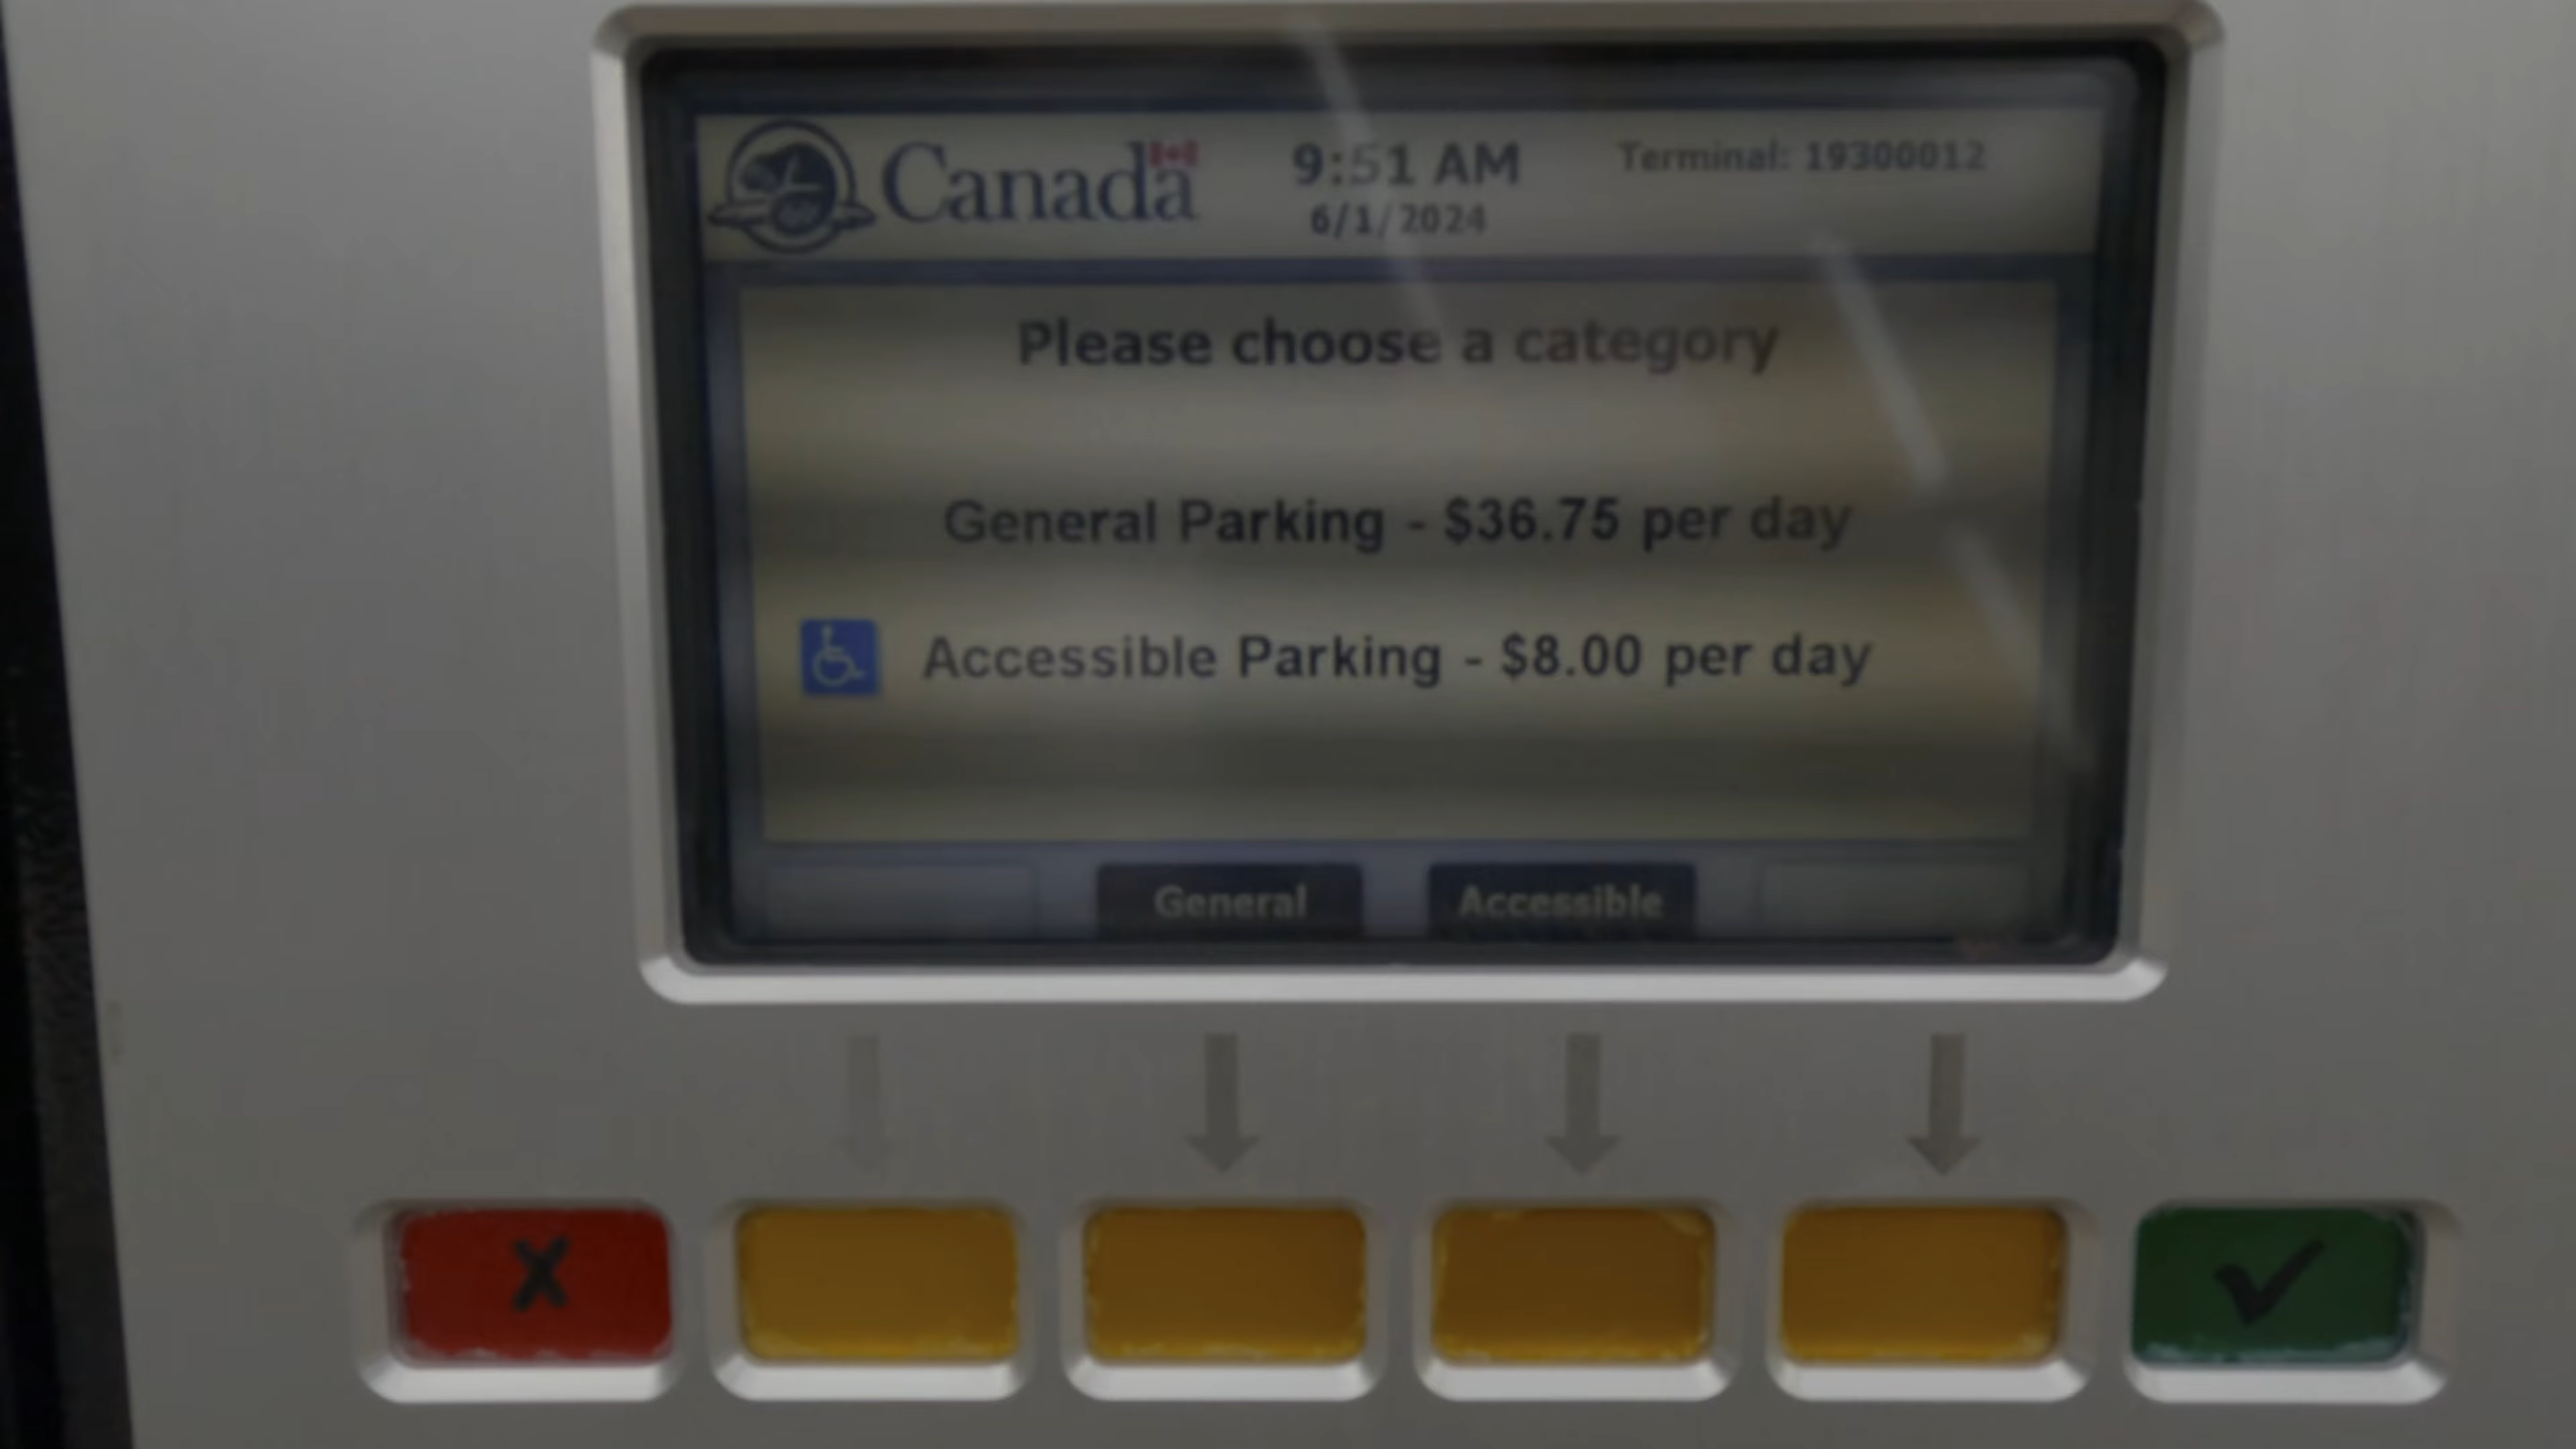 Canada
9:51 AM
6/1/2024
Terminal: 19300012
Please choose a category
General Parking - $36.75 per day
Accessible Parking - $8.00 per day
General
Accessible
X